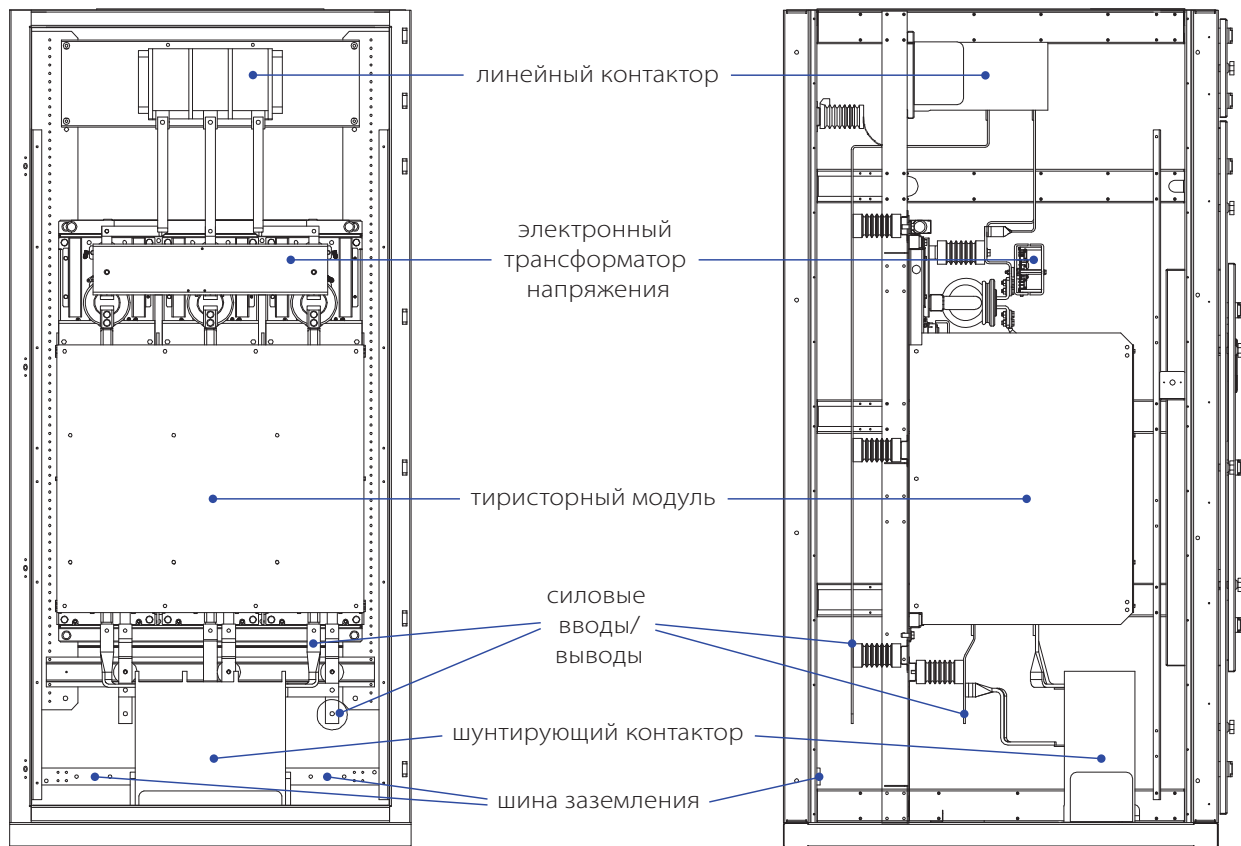 линейный контактор
электронный
трансформатор
напряжения
тиристорный модуль
силовые
вводы/
выводы
шунтирующий контактор
шина заземления